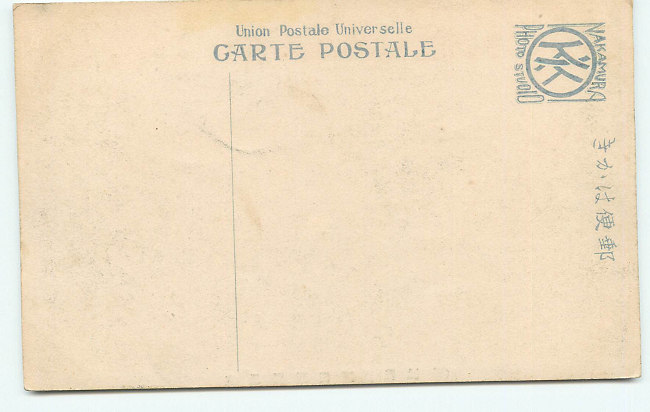 Union Postale Universelle
CARTE POSTALE
NAKAMURA
PHOTO STUDIO
郵便はがき